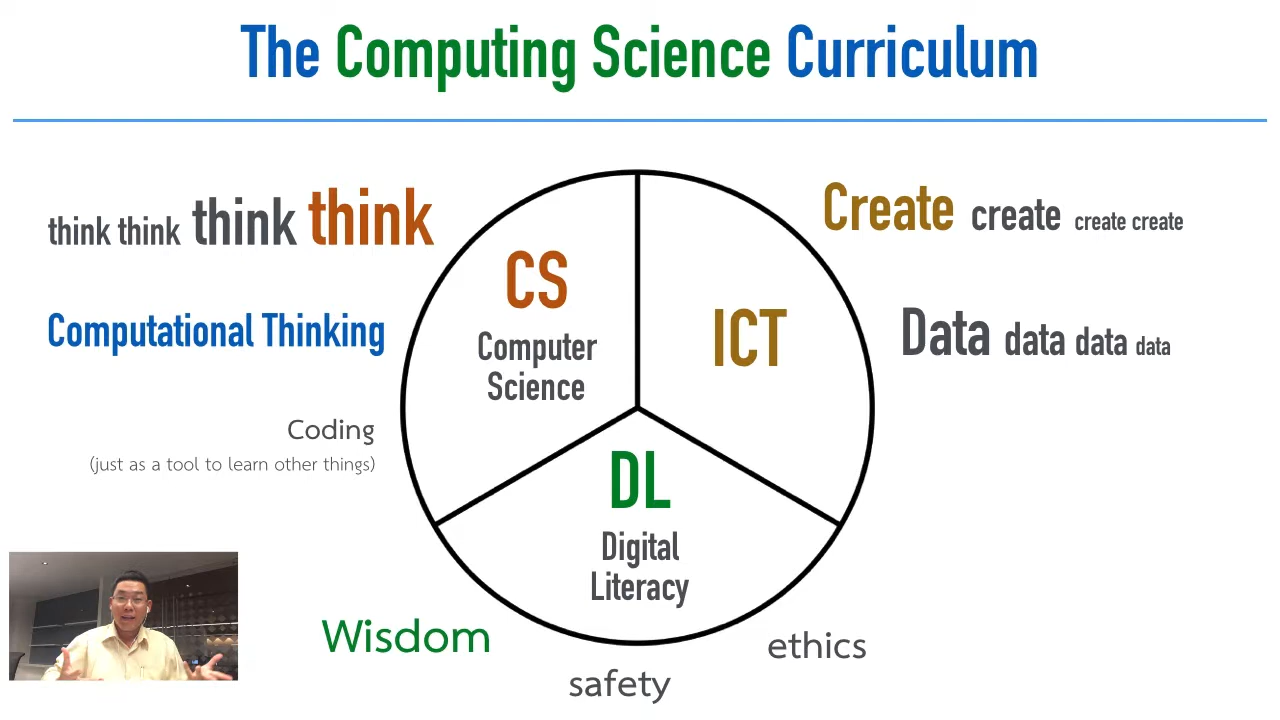 The Computing Science Curriculum
think think think think
Create create create create
CS
Computer
Science
ICT
Computational Thinking
Data data data data
Coding
(just as a tool to learn other things)
DL
Digital
Literacy
Wisdom
safety
ethics